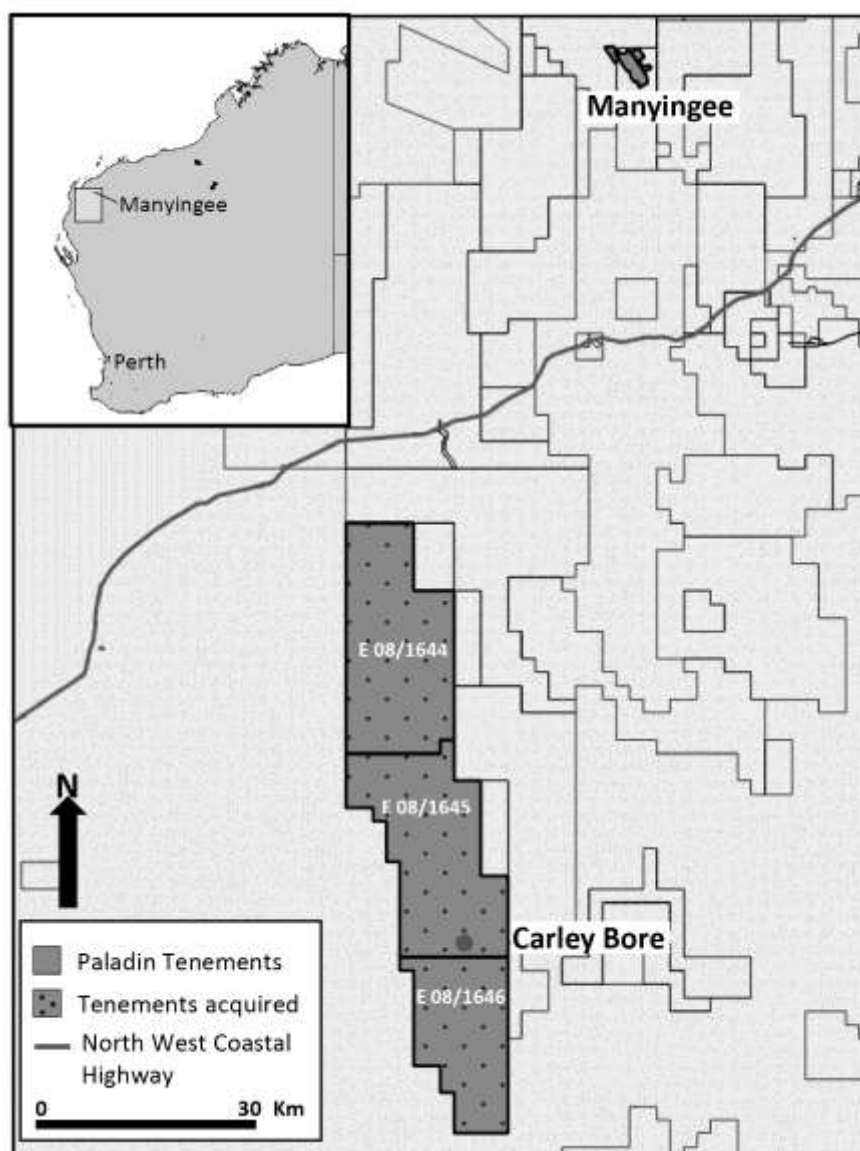 Manyingee
Manyingee
Perth
E 08/1644
N
E 08/1645
Carley Bore
E 08/1646
Paladin Tenements
Tenements acquired
North West Coastal
Highway
0 30 Km